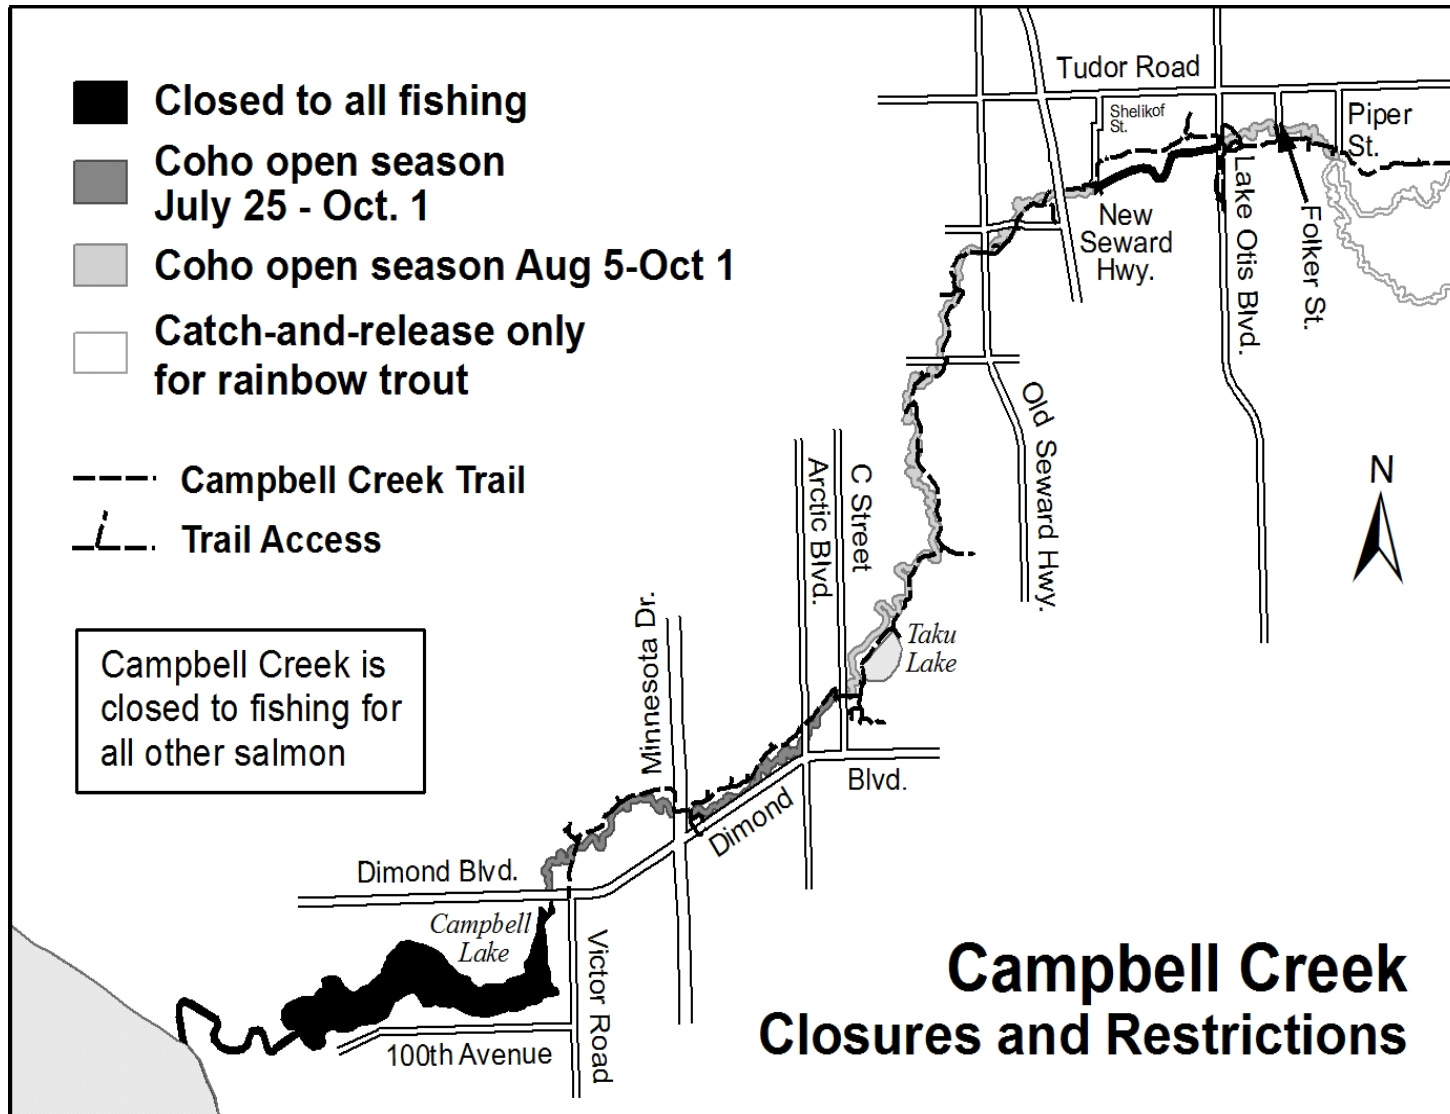 Closed to all fishing
Coho open season
July 25 - Oct. 1
Coho open season Aug 5-Oct 1
Catch-and-release only
for rainbow trout
Campbell Creek Trail
Trail Access
Campbell Creek is
closed to fishing for
all other salmon
Tudor Road
Shelikof
St.
Piper
St.
New
Seward
Hwy.
Lake Otis Blvd.
Folker St.
Old Seward Hwy.
N
Arctic Blvd.
C Street
Taku
Lake
Minnesota Dr.
Dimond
Blvd.
Dimond Blvd.
Campbell
Lake
Victor Road
100th Avenue
Campbell Creek
Closures and Restrictions